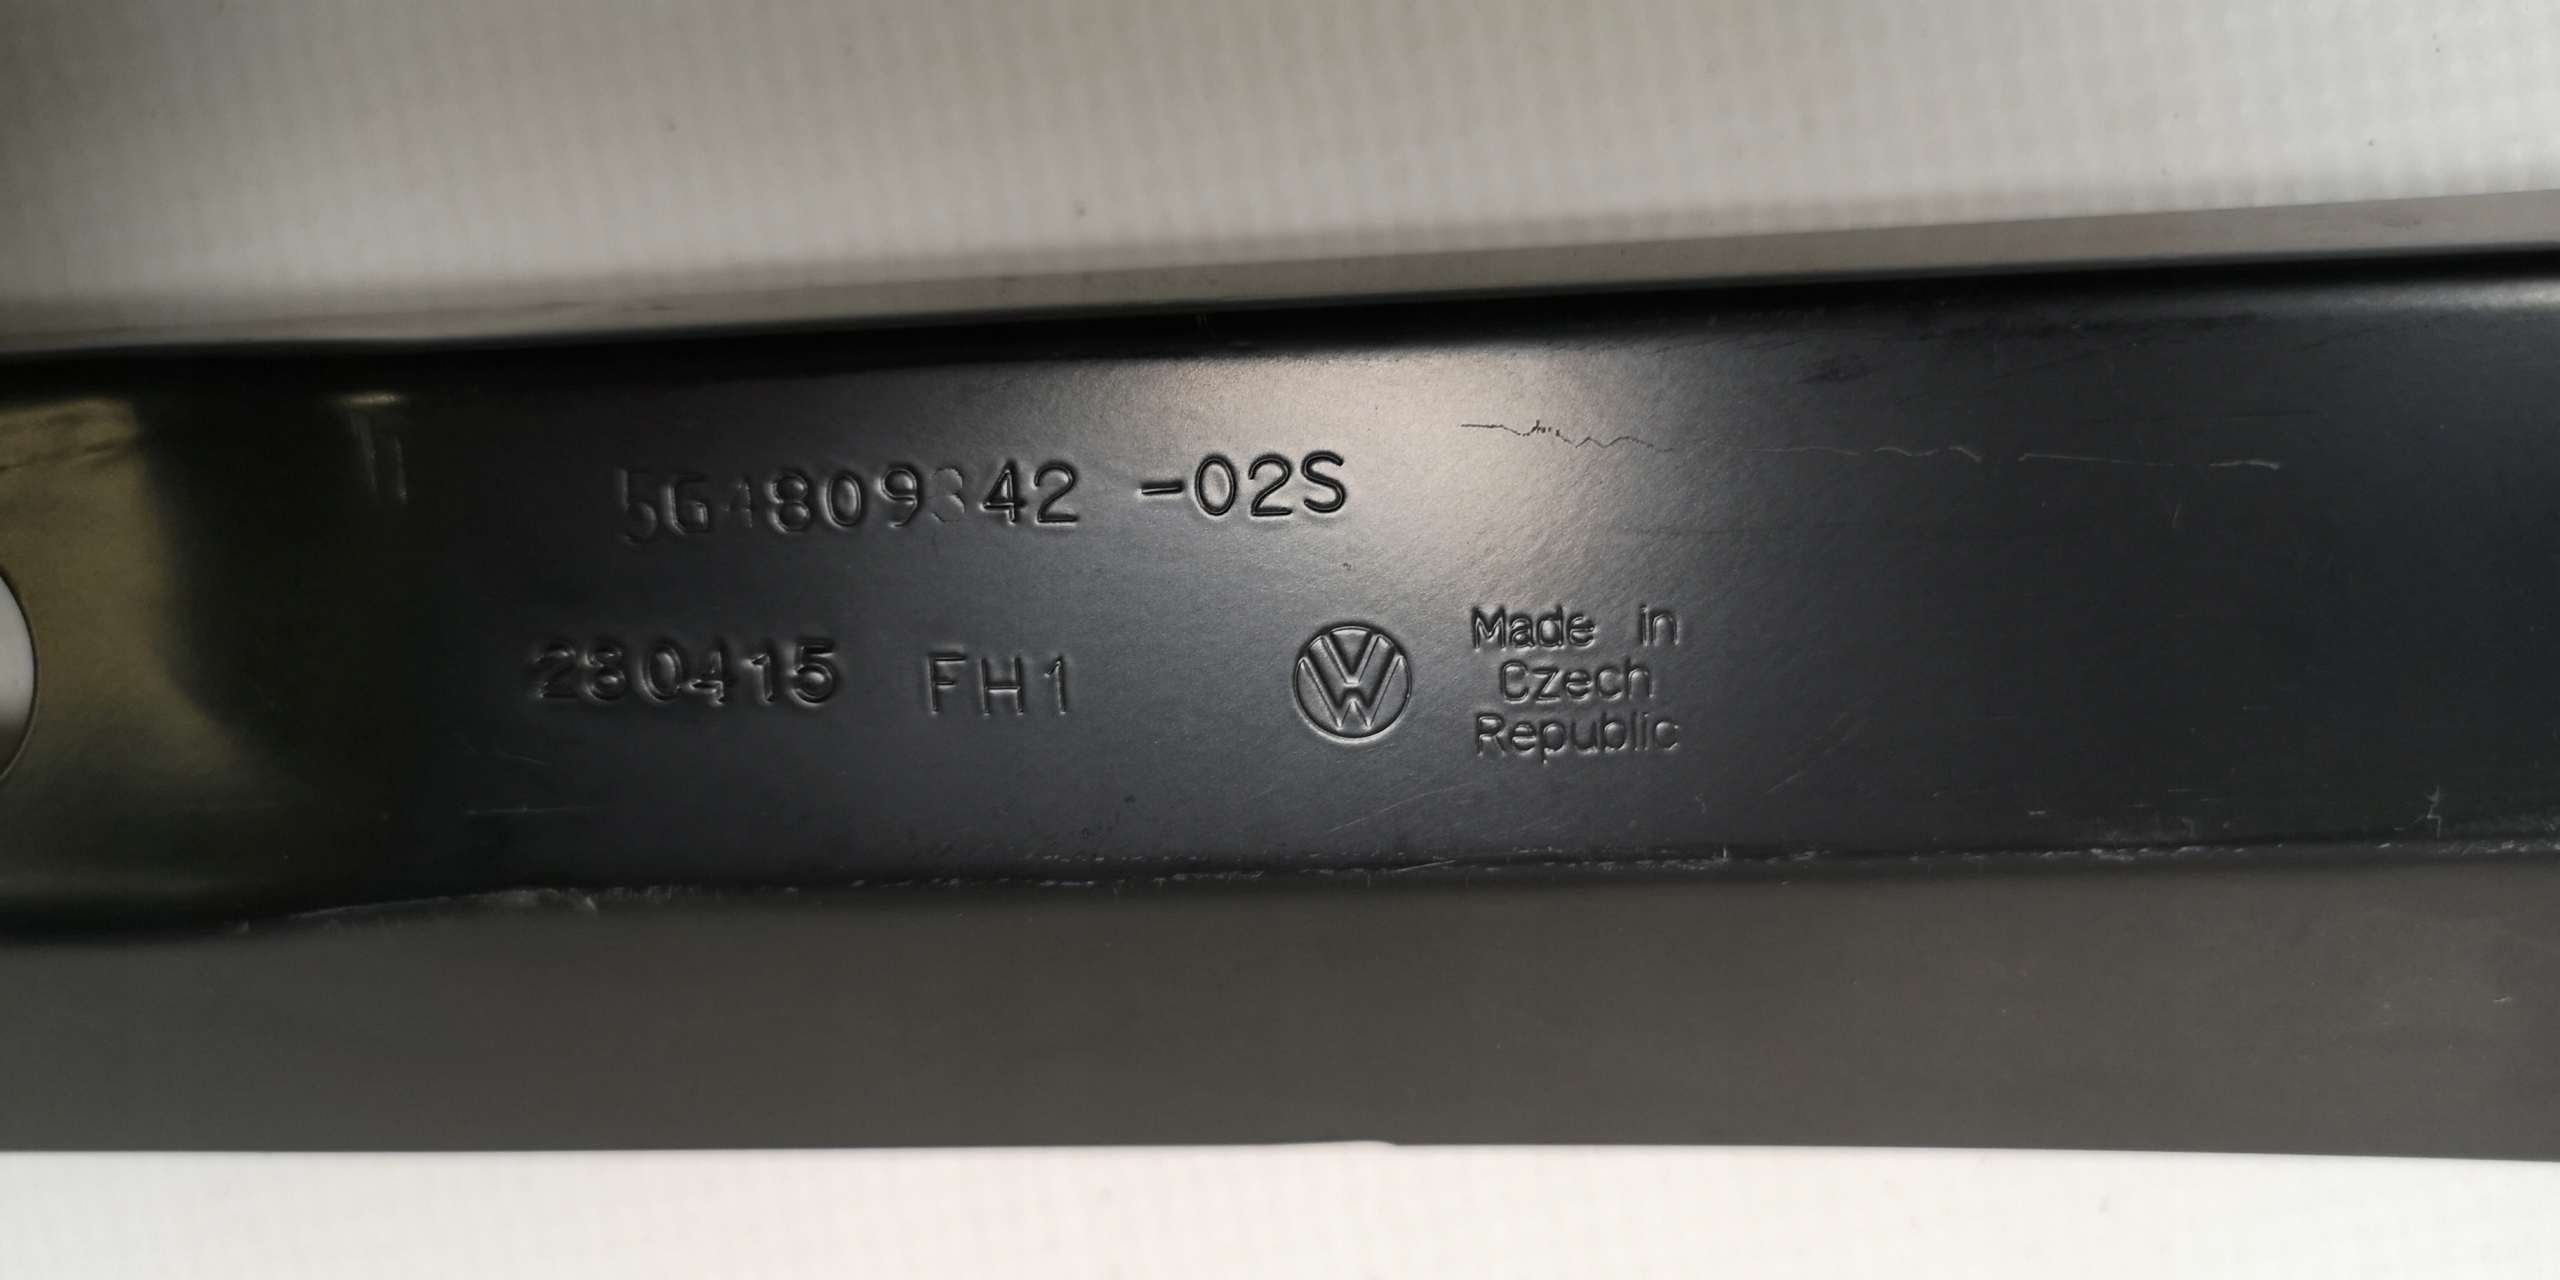 5G4809342 -02S
280415 FH1
Made in
Czech
Republic